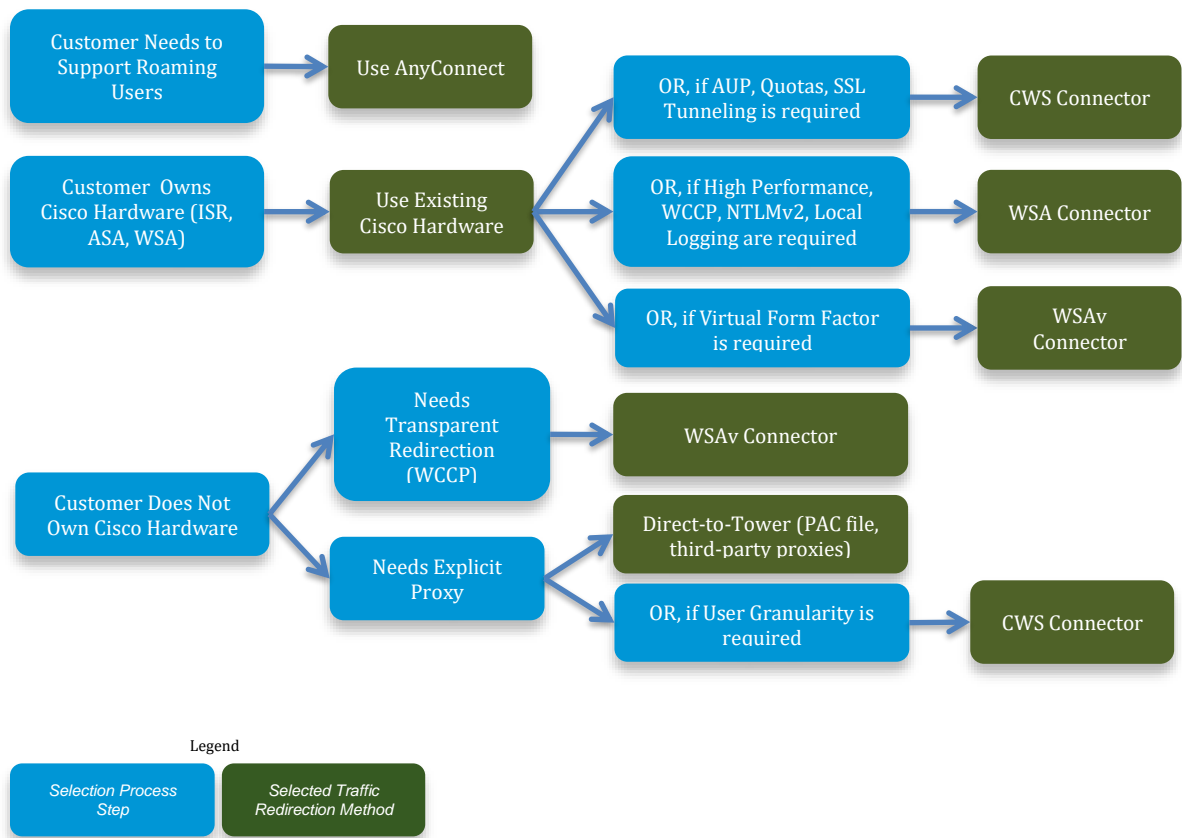 Customer Needs to
Support Roaming
Users
Use AnyConnect
OR, if AUP, Quotas, SSL
Tunneling is required
CWS Connector
Customer Owns
Cisco Hardware (ISR,
ASA, WSA)
Use Existing
Cisco Hardware
OR, if High Performance,
WCCP, NTLMv2, Local
Logging are required
WSA Connector
OR, if Virtual Form Factor
is required
WSAv
Connector
Customer Does Not
Own Cisco Hardware
Needs
Transparent
Redirection
(WCCP)
WSAv Connector
Needs Explicit
Proxy
Direct-to-Tower (PAC file,
third-party proxies)
OR, if User Granularity is
required
CWS Connector
Legend
Selection Process
Step
Selected Traffic
Redirection Method